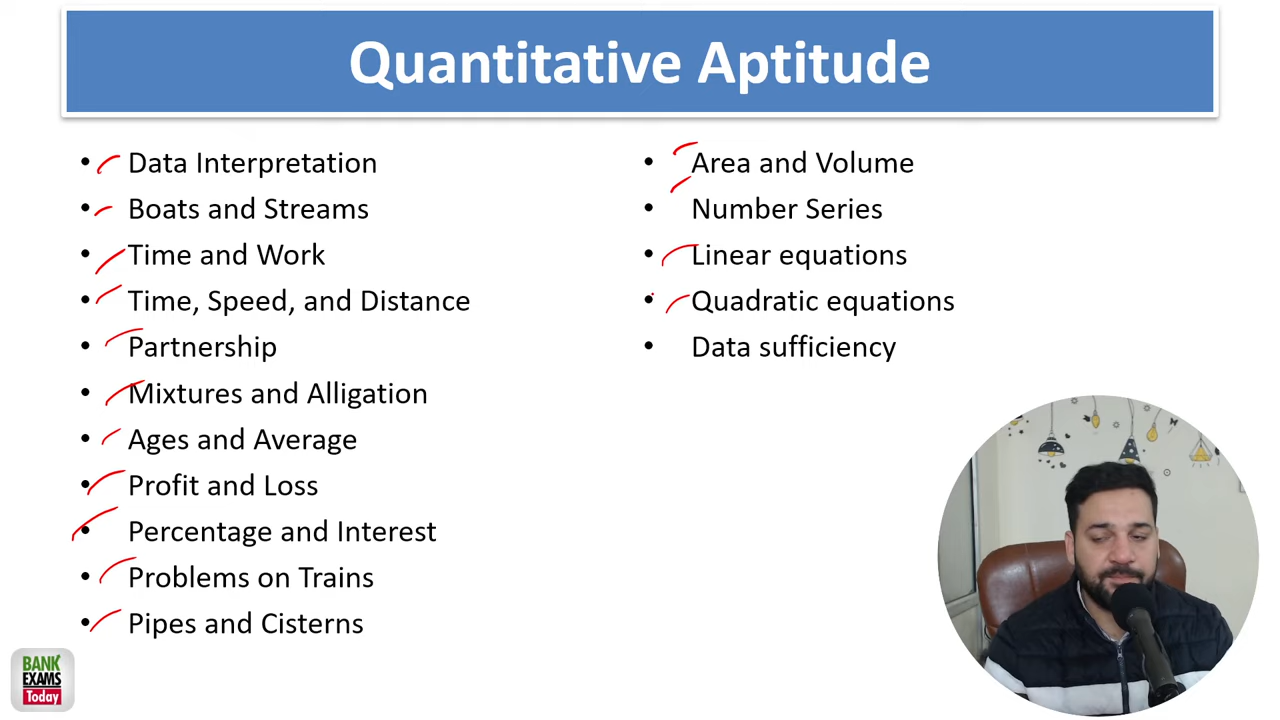 Quantitative Aptitude
• Data Interpretation
• Boats and Streams
• Time and Work
• Time, Speed, and Distance
• Partnership
• Mixtures and Alligation
• Ages and Average
• Profit and Loss
• Percentage and Interest
• Problems on Trains
• Pipes and Cisterns
• Area and Volume
• Number Series
• Linear equations
• Quadratic equations
• Data sufficiency
BANK
EXAMS
Today